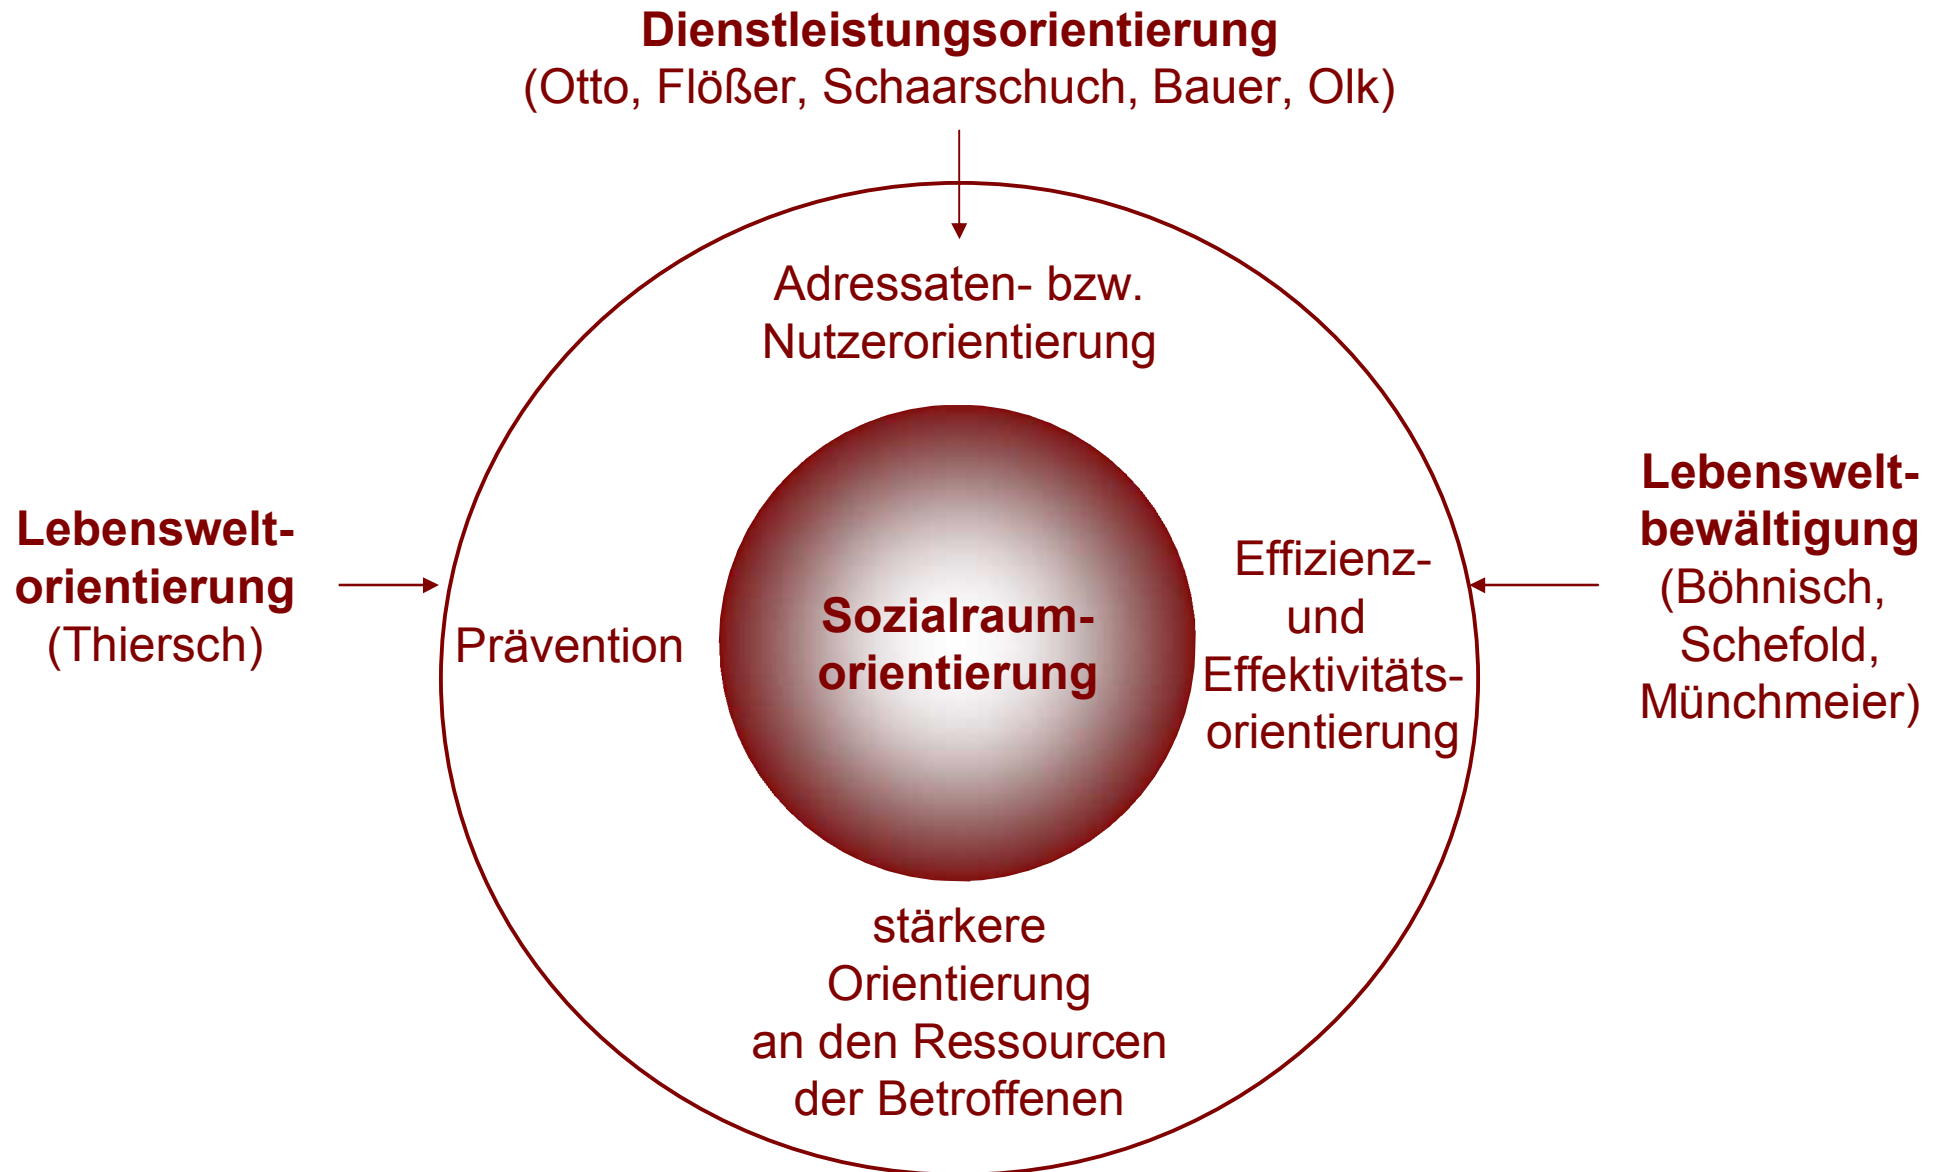 Dienstleistungsorientierung
(Otto, Flößer, Schaarschuch, Bauer, Olk)
Adressaten- bzw.
Nutzerorientierung
Lebenswelt-
orientierung
(Thiersch)
Prävention
Sozialraum-
orientierung
Effizienz-
und
Effektivitäts-
orientierung
Lebenswelt-
bewältigung
(Böhnisch,
Schefold,
Münchmeier)
stärkere
Orientierung
an den Ressourcen
der Betroffenen